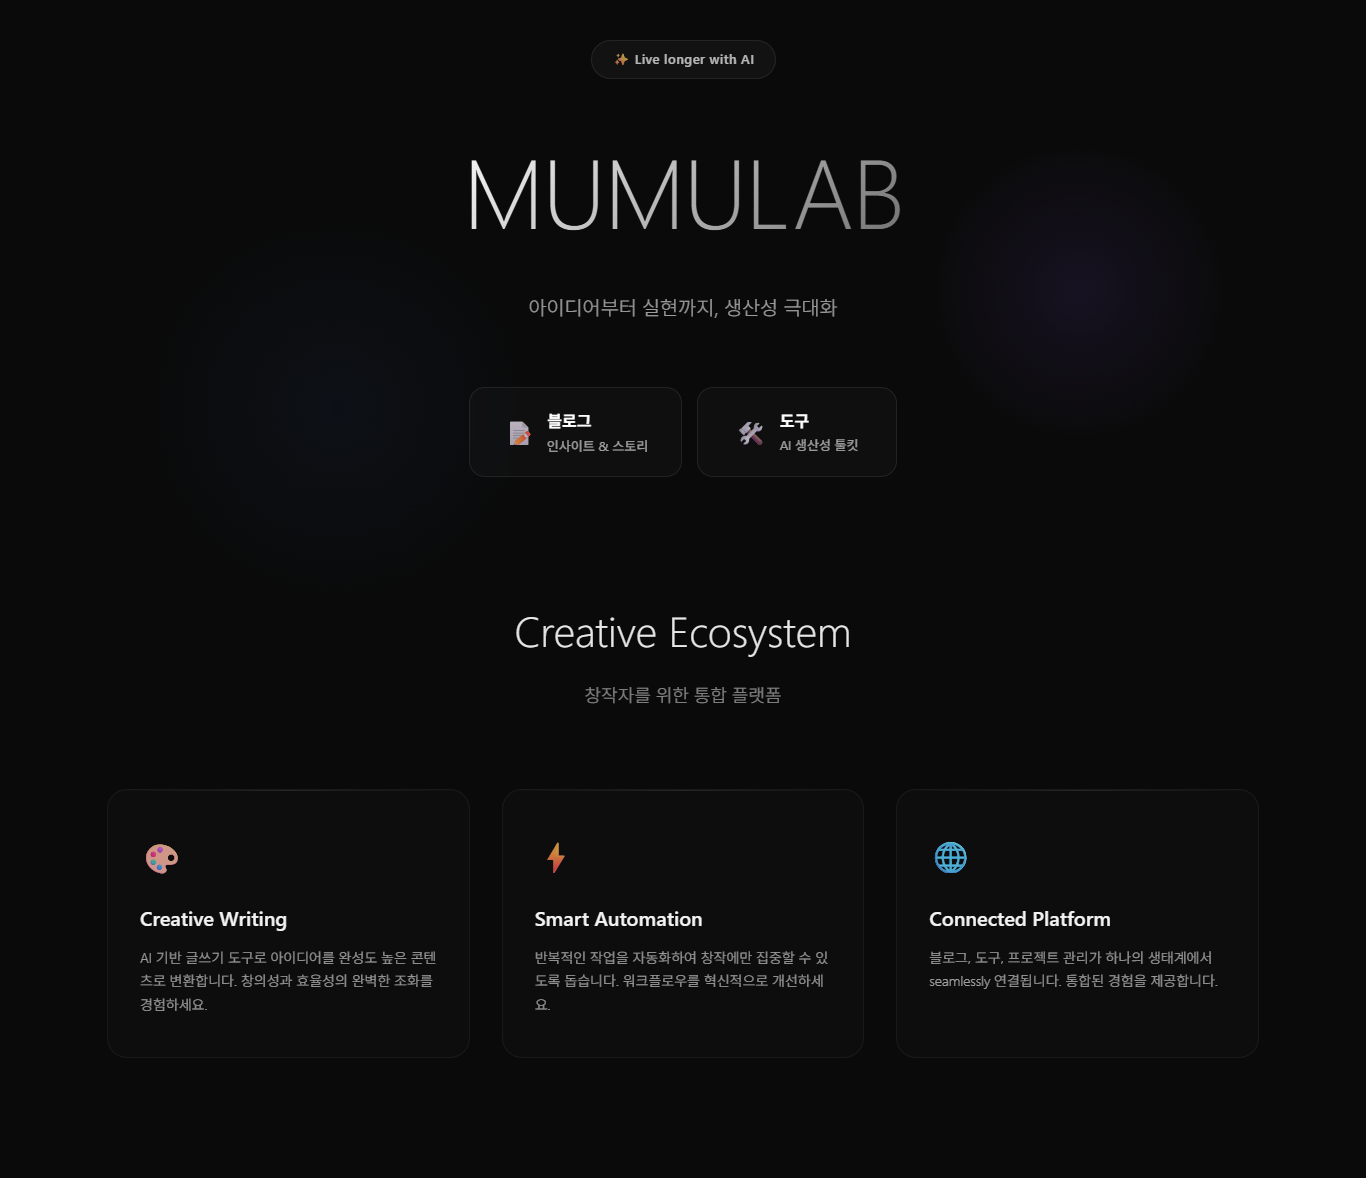 ✨ Live longer with AI
MUMULAB
아이디어부터 실현까지, 생산성 극대화
블로그
인사이트 & 스토리
도구
AI 생산성 툴킷
Creative Ecosystem
창작자를 위한 통합 플랫폼
Creative Writing
AI 기반 글쓰기 도구로 아이디어를 완성도 높은 콘텐
츠로 변환합니다. 창의성과 효율성의 완벽한 조화를
경험하세요.
Smart Automation
반복적인 작업을 자동화하여 창작에만 집중할 수 있
도록 돕습니다. 워크플로우를 혁신적으로 개선하세
요.
Connected Platform
블로그, 도구, 프로젝트 관리가 하나의 생태계에서
seamlessly 연결됩니다. 통합된 경험을 제공합니다.